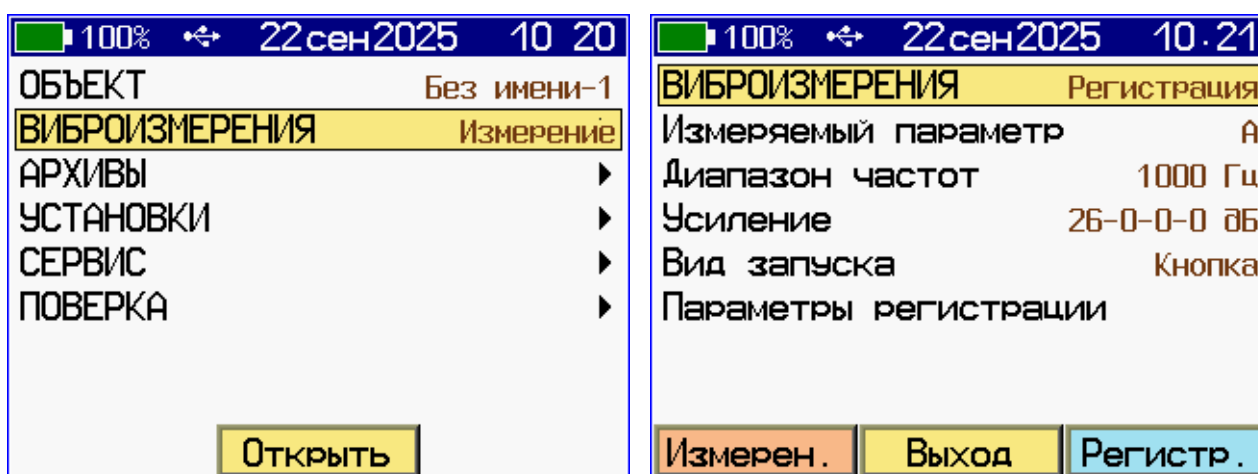 100% 22сен2025 10 20
ОБЪЕКТ Без имени-1
ВИБРОИЗМЕРЕНИЯ Измерение
АРХИВЫ
УСТАНОВКИ
СЕРВИС
ПОВЕРКА
Открыть
100% 22сен2025 10.21
ВИБРОИЗМЕРЕНИЯ Регистрация
Измеряемый параметр А
Диапазон частот 1000 Гц
Усиление 26-0-0-0 дБ
Вид запуска Кнопка
Параметры регистрации
Измерен. Выход Регистр.